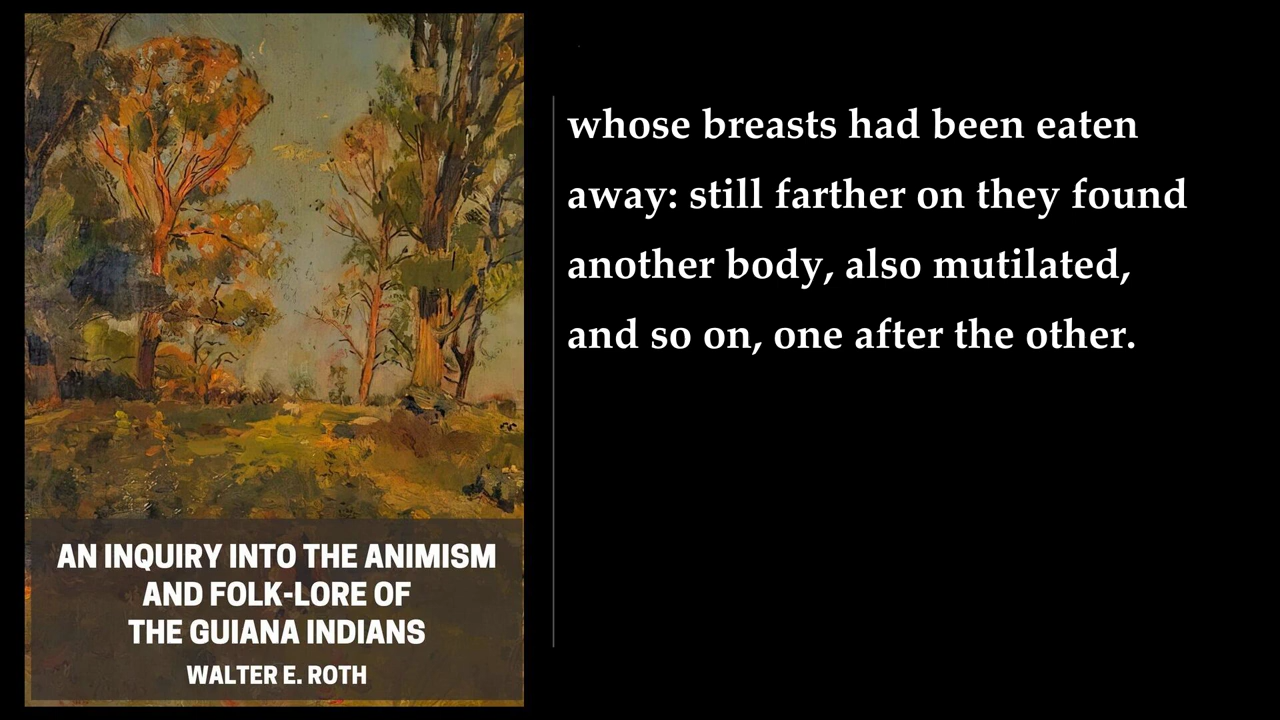 whose breasts had been eaten
away: still farther on they found
another body, also mutilated,
and so on, one after the other.
AN INQUIRY INTO THE ANIMISM
AND FOLK-LORE OF
THE GUIANA INDIANS
WALTER E. ROTH